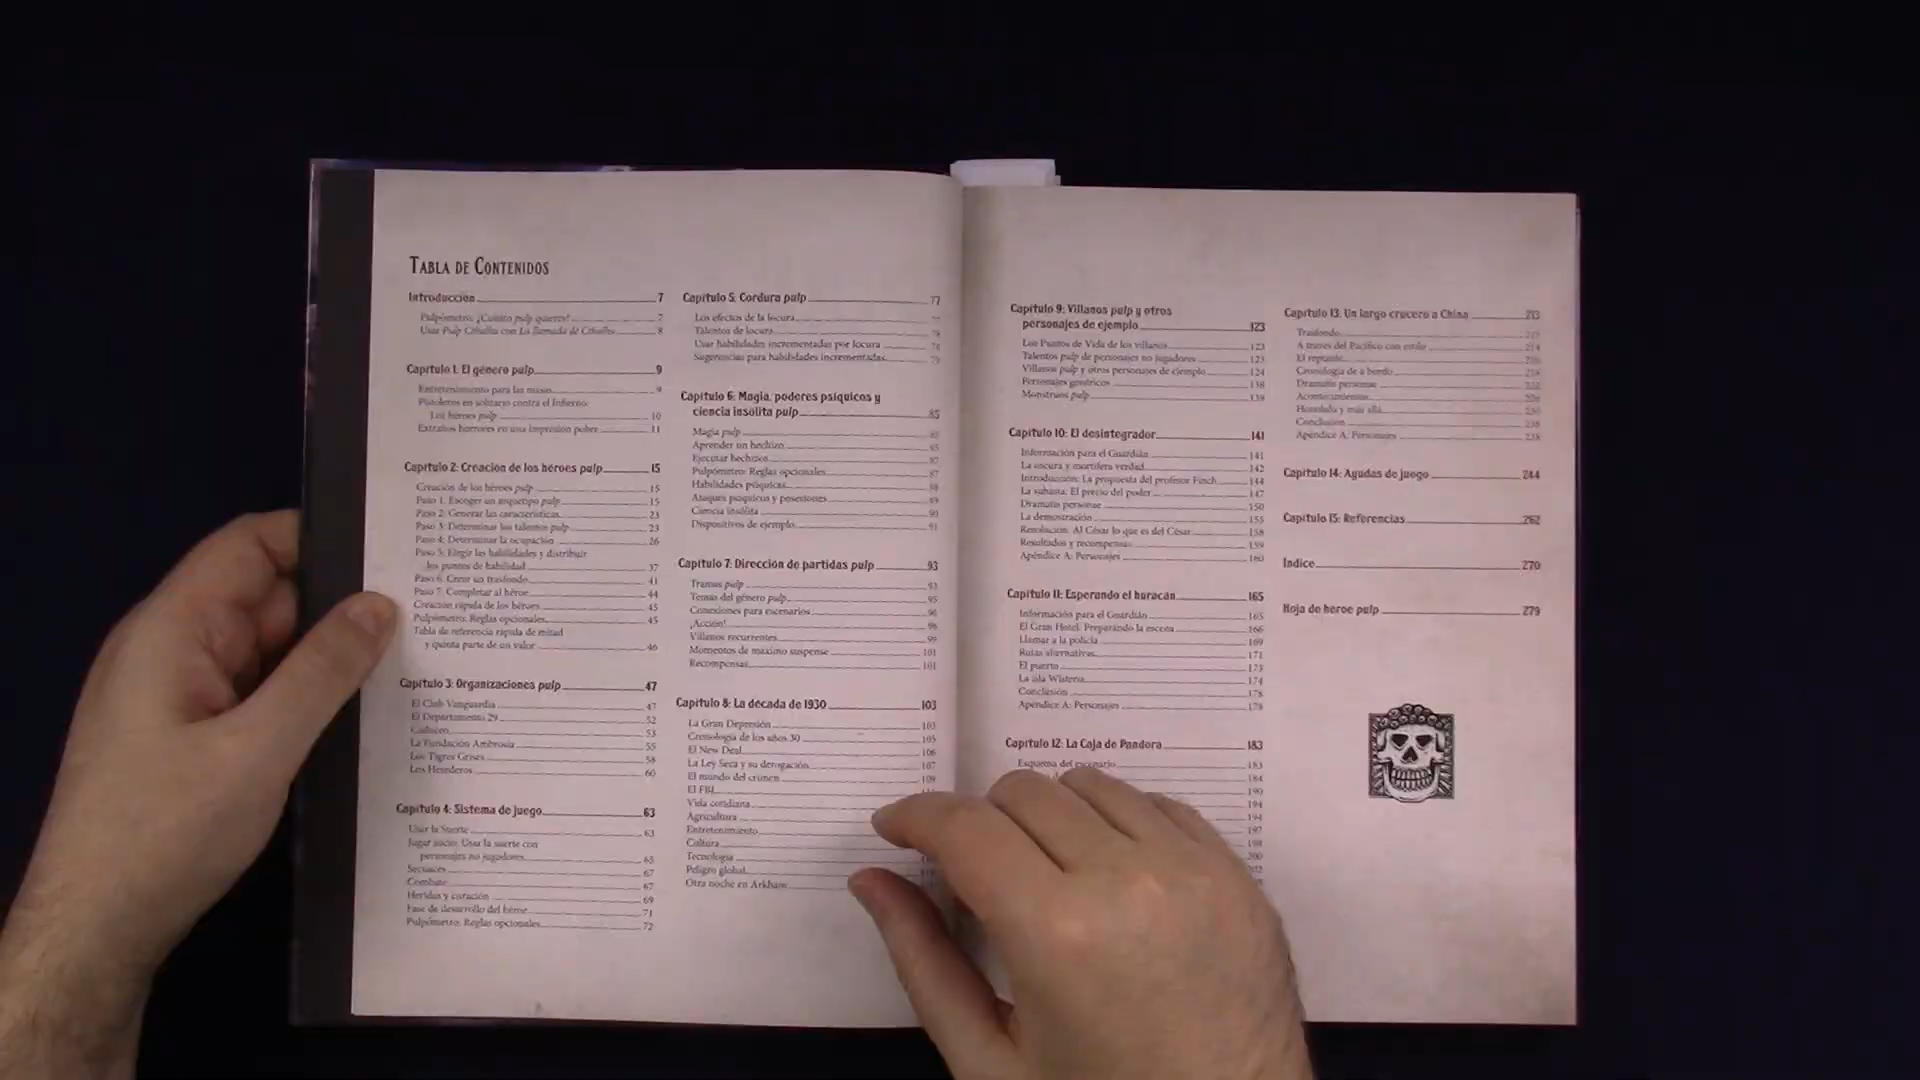 TABLA DE CONTENIDOS
Introducción 7
Pulpómetro: ¿Cuánto pulp quieres? 7
Usar Pulp Cthulhu con La llamada de Cthulhu 8
Capítulo 1: El género pulp 9
Entretenimiento para las masas 9
Pistoleros en solitario contra el Infierno:
Los héroes pulp 10
Extraños horrores en una impresión pobre 11
Capítulo 2: Creación de los héroes pulp 15
Creación de los héroes pulp 15
Paso 1: Escoger un arquetipo pulp 15
Paso 2: Generar las características 23
Paso 3: Determinar los talentos pulp 23
Paso 4: Determinar la ocupación 26
Paso 5: Elegir las habilidades y distribuir
los puntos de habilidad 37
Paso 6: Crear un trasfondo 41
Paso 7: Completar al héroe 44
Creación rápida de los héroes 45
Pulpómetro: Reglas opcionales 45
Tabla de referencia rápida de mitad
y quinta parte de un valor 46
Capítulo 3: Organizaciones pulp 47
El Club Vanguardia 47
El Departamento 29 52
Caduceo 53
La Fundación Ambrosía 55
Los Tigres Grises 58
Los Herederos 60
Capítulo 4: Sistema de juego 63
Usar la Suerte 63
Jugar sucio: Usar la suerte con
personajes no jugadores 65
Secuaces 67
Combate 67
Heridas y curación 69
Fase de desarrollo del héroe 71
Pulpómetro: Reglas opcionales 72
Capítulo 5: Cordura pulp 77
Los efectos de la locura
Talentos de locura 78
Usar habilidades incrementadas por locura 78
Sugerencias para habilidades incrementadas 79
Capítulo 6: Magia, poderes psíquicos y
ciencia insólita pulp 85
Magia pulp 85
Aprender un hechizo 85
Ejecutar hechizos 87
Pulpómetro: Reglas opcionales 87
Habilidades psíquicas 88
Ataques psíquicos y posesiones 89
Ciencia insólita 90
Dispositivos de ejemplo 91
Capítulo 7: Dirección de partidas pulp 93
Tramas pulp 93
Temas del género pulp 95
Conexiones para escenarios 96
¡Acción! 98
Villanos recurrentes 99
Momentos de máximo suspense 101
Recompensas 101
Capítulo 8: La década de 1930 103
La Gran Depresión 103
Cronología de los años 30 105
El New Deal 106
La Ley Seca y su derogación 107
El mundo del crimen 109
El FBI
Vida cotidiana
Agricultura
Entretenimiento
Cultura
Tecnología
Peligro global
Otra noche en Arkham
Capítulo 9: Villanos pulp y otros
personajes de ejemplo 123
Los Puntos de Vida de los villanos 123
Talentos pulp de personajes no jugadores 123
Villanos pulp y otros personajes de ejemplo 124
Personajes genéricos 138
Monstruos pulp 139
Capítulo 10: El desintegrador 141
Información para el Guardián 141
La oscura y mortífera verdad 142
Introducción: La propuesta del profesor Finch 144
La subasta: El precio del poder 147
Dramatis personae 150
La demostración 155
Resolución: Al César lo que es del César 158
Resultados y recompensas 159
Apéndice A: Personajes 160
Capítulo 11: Esperando el huracán 165
Información para el Guardián 165
El Gran Hotel: Preparando la escena 166
Llamar a la policía 169
Rutas alternativas 171
El puerto 173
La isla Wisteria 174
Conclusión 178
Apéndice A: Personajes 179
Capítulo 12: La Caja de Pandora 183
Esquema del escenario 183
184
190
194
194
197
198
200
202
Capítulo 13: Un largo crucero a China 213
Trasfondo
A través del Pacífico con estilo 214
El reparto
Cronología de a bordo
Dramatis personae
Acontecimientos
Honolulu y más allá
Conclusión
Apéndice A: Personajes 238
Capítulo 14: Ayudas de juego 244
Capítulo 15: Referencias 262
Índice 270
Hoja de héroe pulp 279